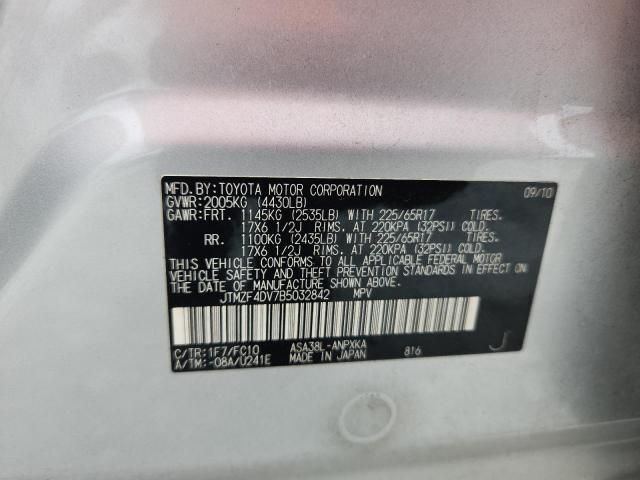 MFD. BY: TOYOTA MOTOR CORPORATION 09/10
GVWR: 2005KG (4430LB)
GAWR: FRT. 1145KG (2535LB) WITH 225/65R17 TIRES.
17X6 1/2J RIMS. AT 220KPA (32PSI) COLD.
RR. 1100KG (2435LB) WITH 225/65R17 TIRES.
17X6 1/2J RIMS. AT 220KPA (32PSI) COLD.
THIS VEHICLE CONFORMS TO ALL APPLICABLE FEDERAL MOTOR
VEHICLE SAFETY AND THEFT PREVENTION STANDARDS IN EFFECT ON
THE DATE OF MANUFACTURE SHOWN ABOVE.
JTMZF4DV7B5032842 MPV
C/TR: 1F7/FC10 ASA38L-ANPXKA
A/TM: -08A/U241E MADE IN JAPAN 816 J